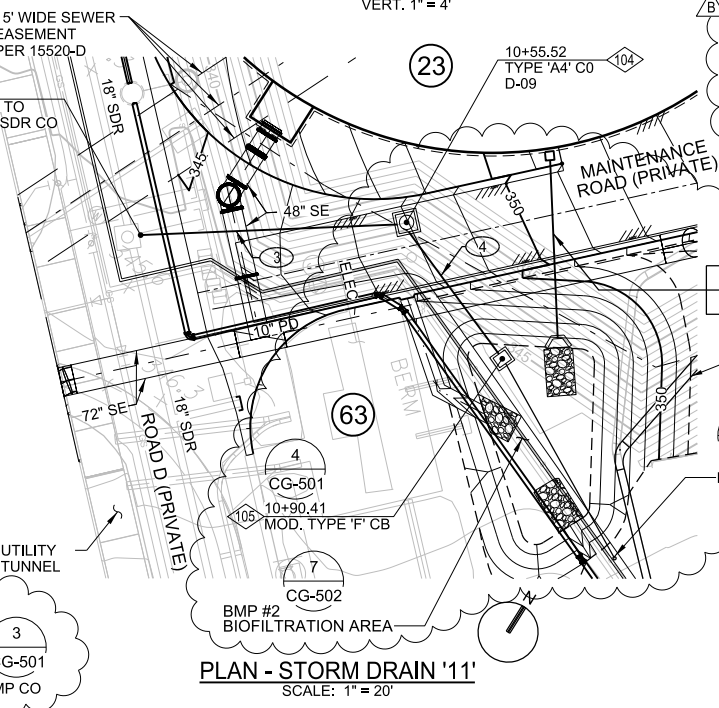 VERT. 1" = 4'
B
5' WIDE SEWER
EASEMENT
PER 15520-D
TO
SDR CO
18" SDR
345
23
10+55.52
TYPE 'A4' CO
D-09
104
MAINTENANCE
ROAD (PRIVATE)
350
48" SE
3
4
ELEC
10" PD
72" SE
18" SDR
ROAD D (PRIVATE)
63
BERM
350
4
CG-501
105
10+90.41
MOD. TYPE 'F' CB
7
CG-502
BMP #2
BIOFILTRATION AREA
UTILITY
TUNNEL
3
CG-501
MP CO
N
PLAN - STORM DRAIN '11'
SCALE: 1" = 20'